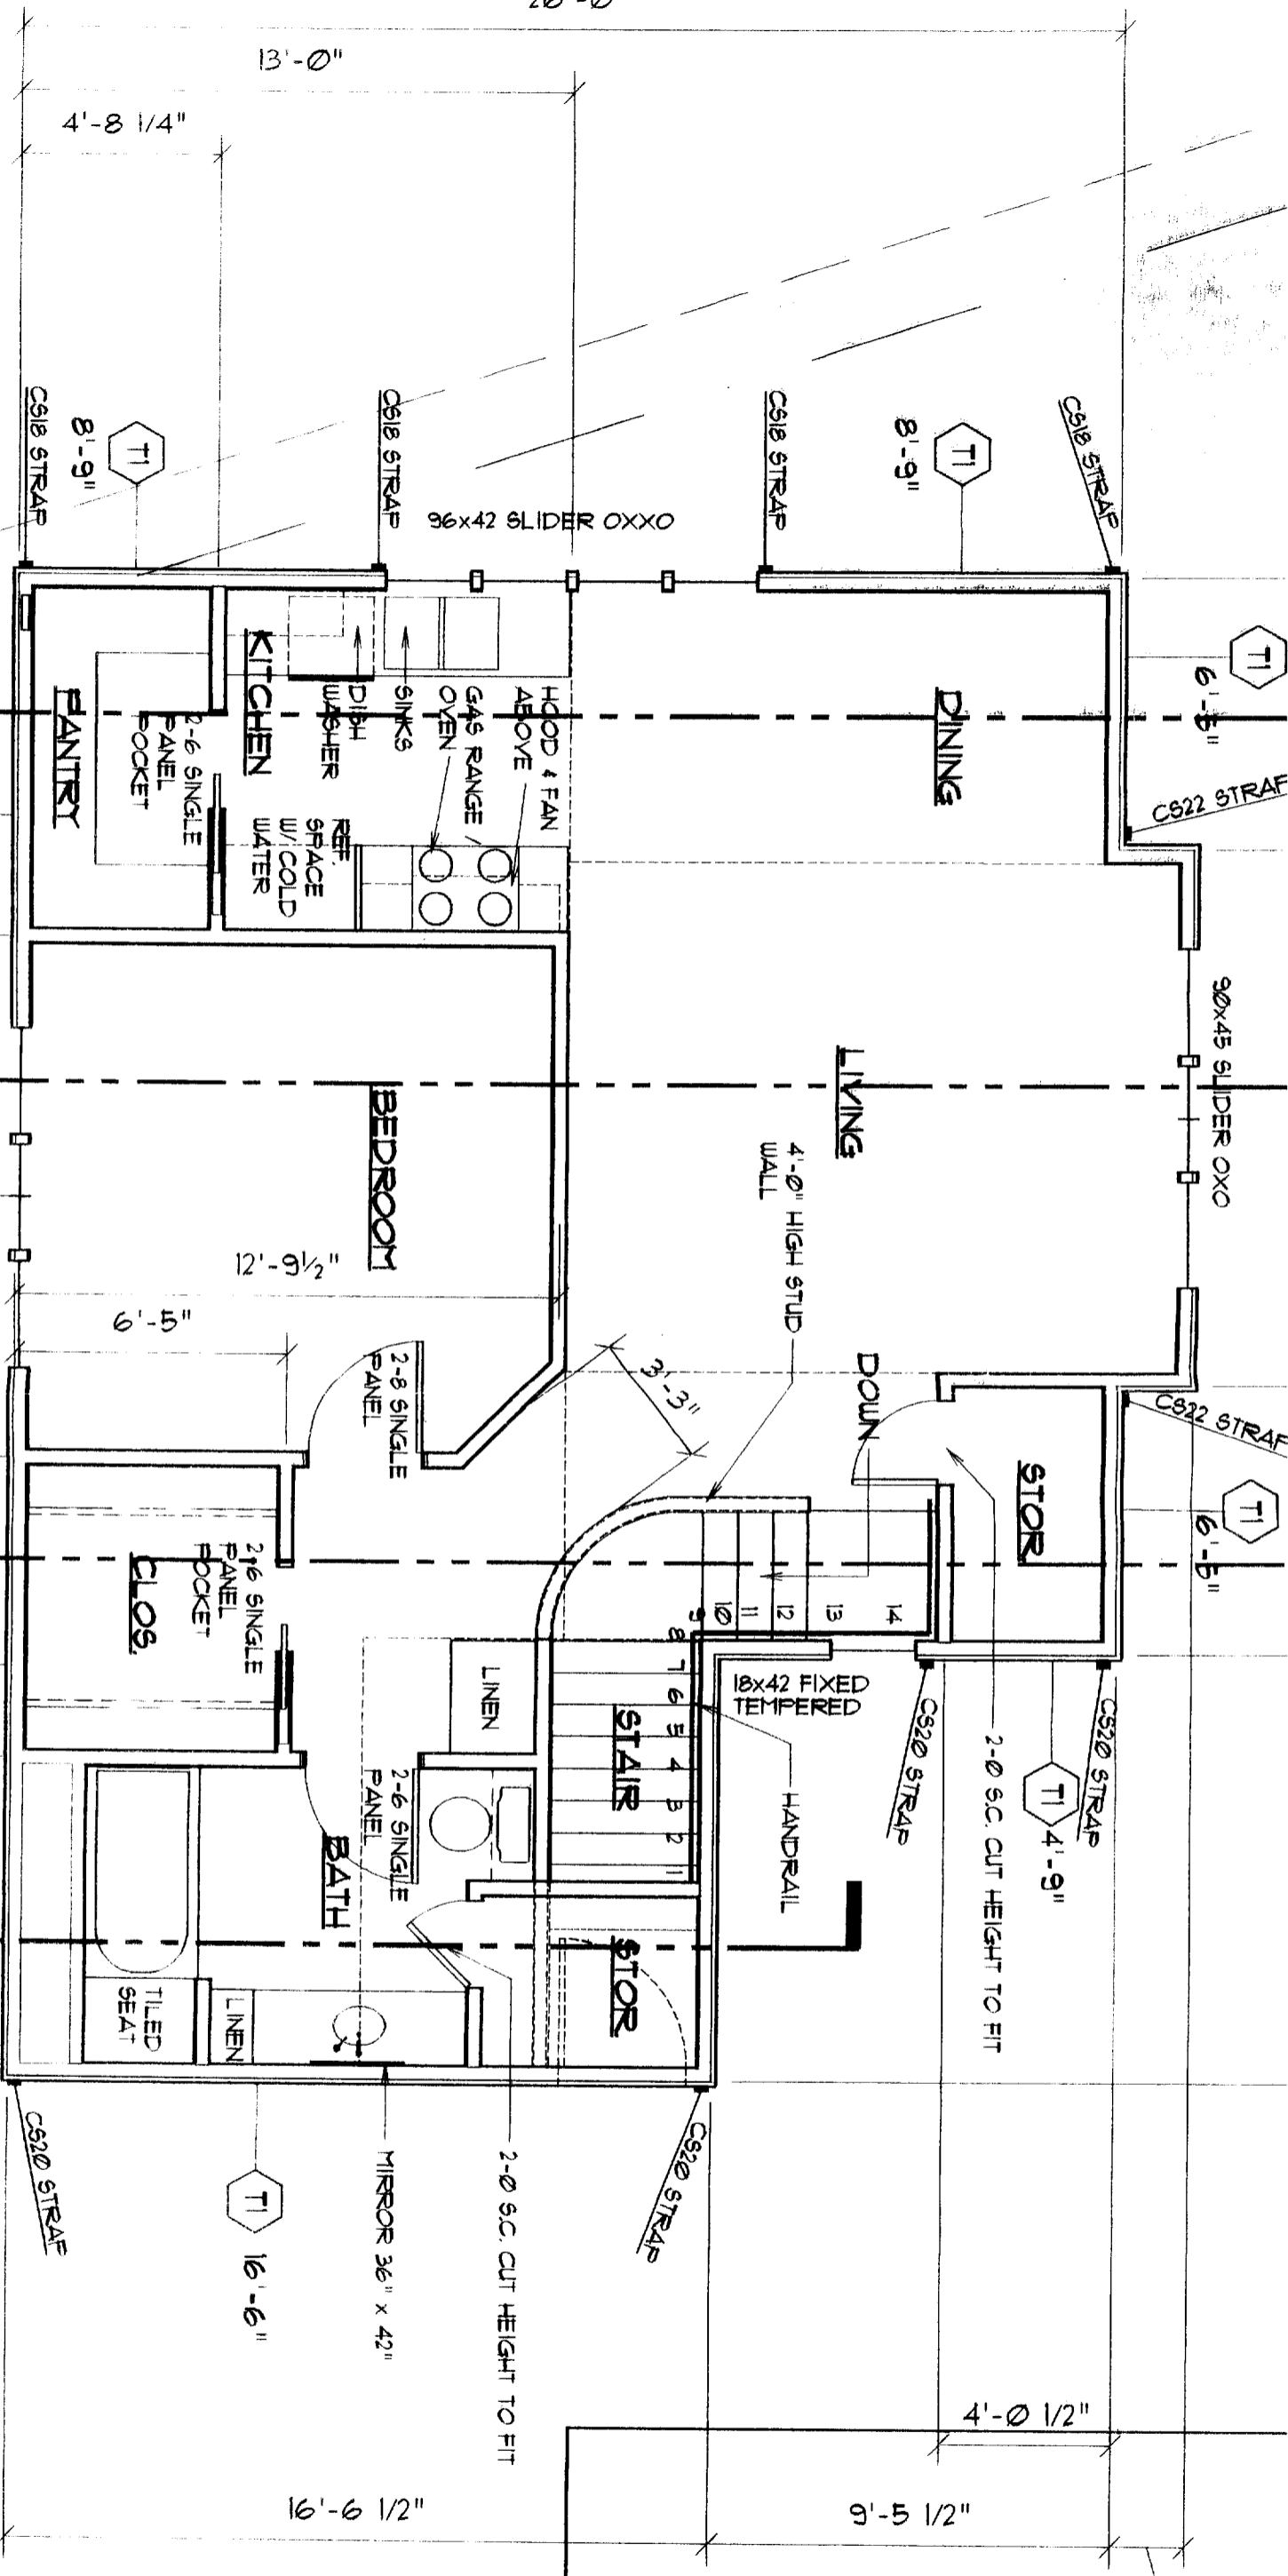 13'-0"
4'-8 1/4"
CS18 STRAP
8'-9"
T1
CS18 STRAP
96x42 SLIDER OXXO
CS18 STRAP
8'-9"
T1
CS18 STRAP
T1
6'-5"
CS22 STRAP
KITCHEN
DISH
WASHER
SINKS
GAS RANGE/
OVEN
HOOD & FAN
ABOVE
DINING
PANTRY
2-6 SINGLE
PANEL
POCKET
REF.
SPACE
W/ COLD
WATER
90x45 SLIDER OXO
LIVING
BEDROOM
4'-0" HIGH STUD
WALL
12'-9½"
6'-5"
2-8 SINGLE
PANEL
3'-3"
DOWN
CS22 STRAP
STOR.
T1
6'-5"
CLOS.
2-6 SINGLE
PANEL
POCKET
14
13
12
11
10
9
8
7
6
5
4
3
2
1
LINEN
STAIR
18x42 FIXED
TEMPERED
HANDRAIL
CS20 STRAP
CS20 STRAP
T1
4'-9"
2-0 S.C. CUT HEIGHT TO FIT
2-6 SINGLE
PANEL
BATH
STOR.
TILED
SEAT
LINEN
CS20 STRAP
T1
16'-6"
MIRROR 36" x 42"
2-0 S.C. CUT HEIGHT TO FIT
CS20 STRAP
4'-0 1/2"
16'-6 1/2"
9'-5 1/2"